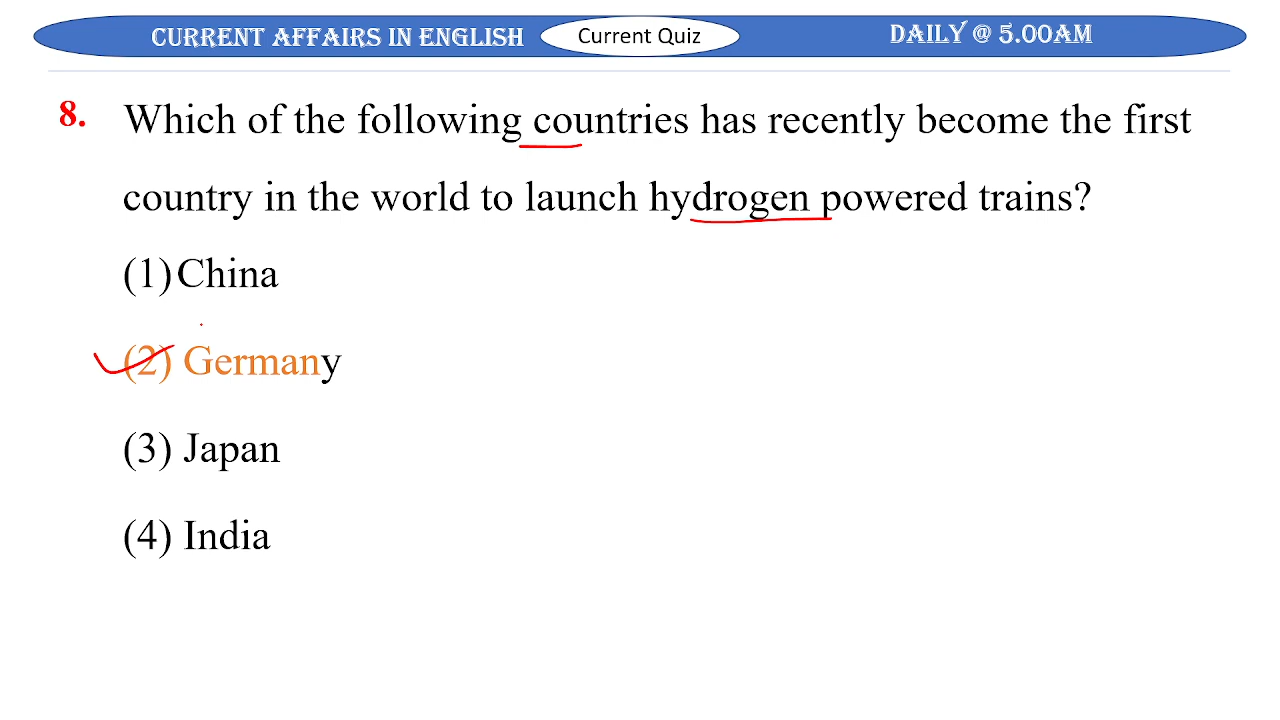 CURRENT AFFAIRS IN ENGLISH
Current Quiz
DAILY @ 5.00AM
8. Which of the following countries has recently become the first
country in the world to launch hydrogen powered trains?
(1) China
(2) Germany
(3) Japan
(4) India